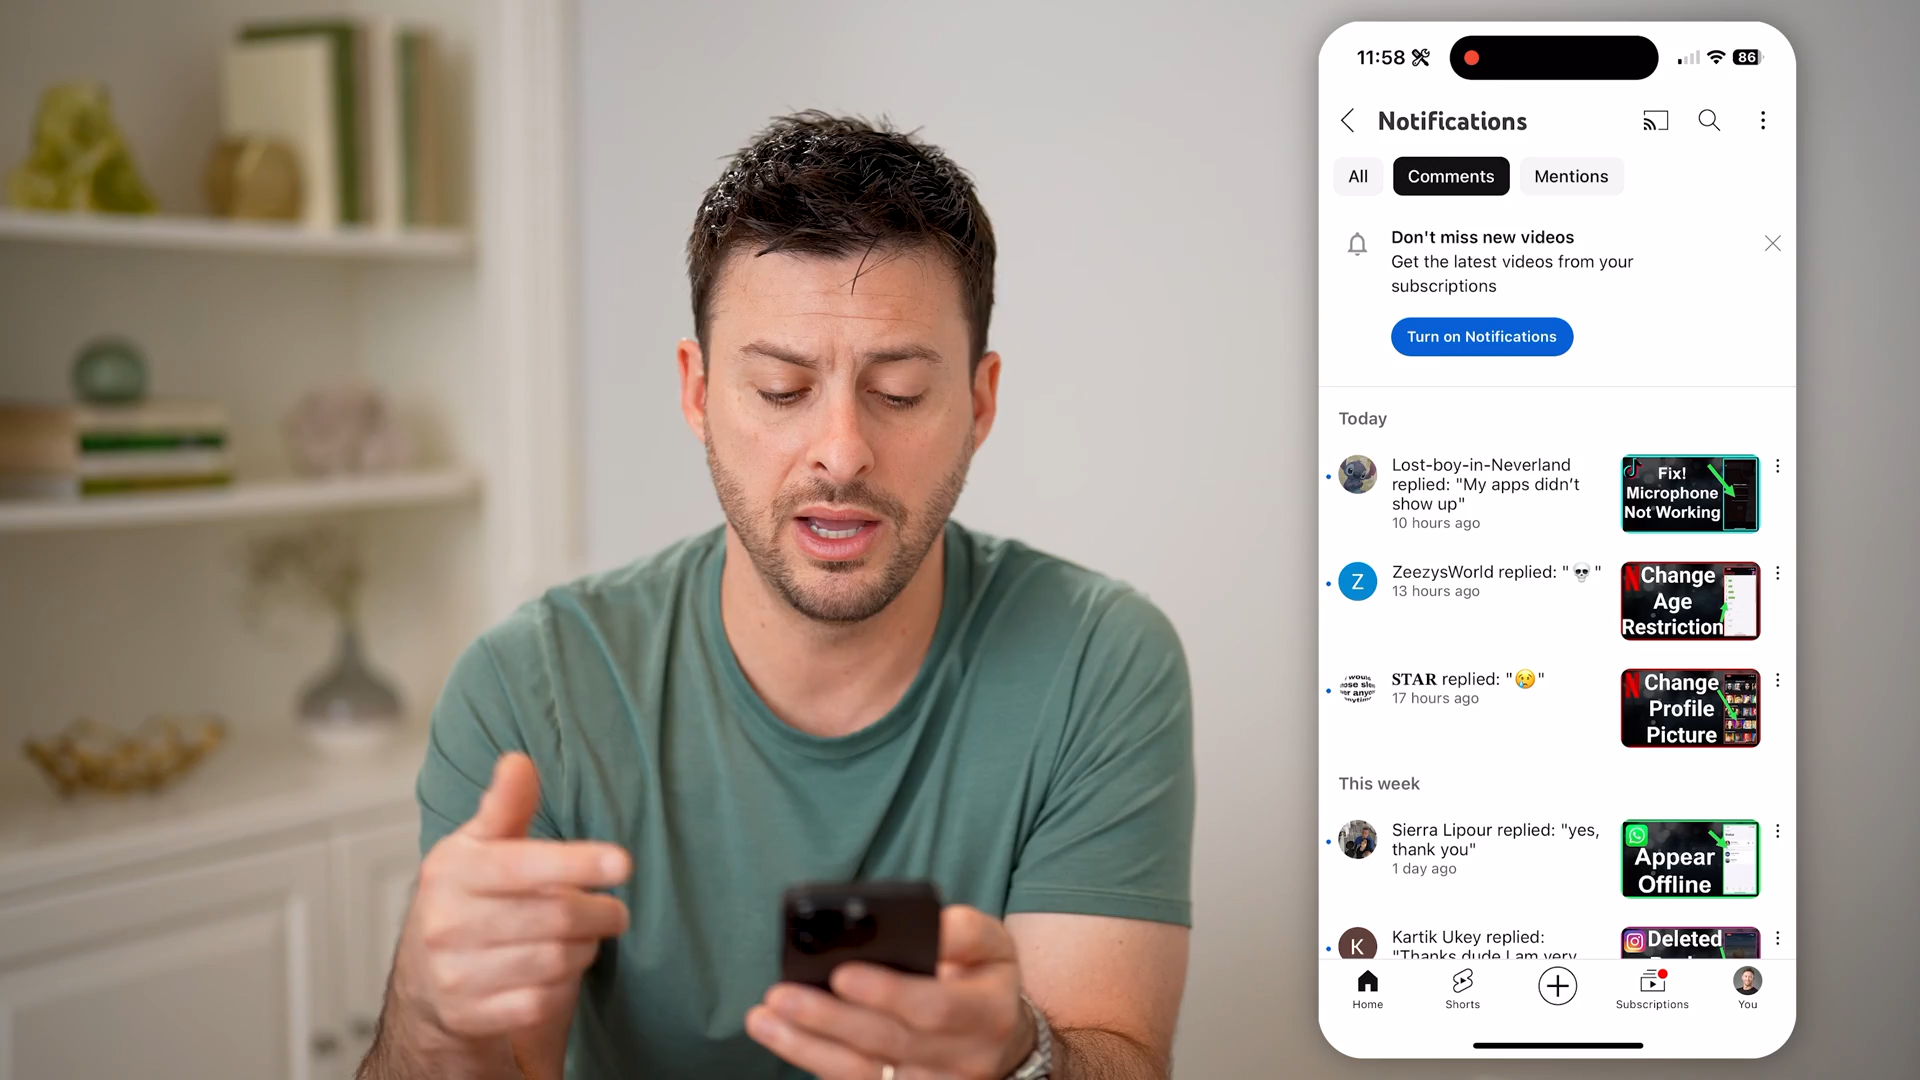 11:58
86
Notifications
All
Comments
Mentions
Don't miss new videos
Get the latest videos from your
subscriptions
Turn on Notifications
Today
Lost-boy-in-Neverland
replied: "My apps didn’t
show up"
10 hours ago
Fix!
Microphone
Not Working
Z
ZeezysWorld replied: "💀"
13 hours ago
Change
Age
Restriction
STAR replied: "😢"
17 hours ago
Change
Profile
Picture
This week
Sierra Lipour replied: "yes,
thank you"
1 day ago
Appear
Offline
K
Kartik Ukey replied:
"Thanks dude I am very
Deleted
Home
Shorts
Subscriptions
You